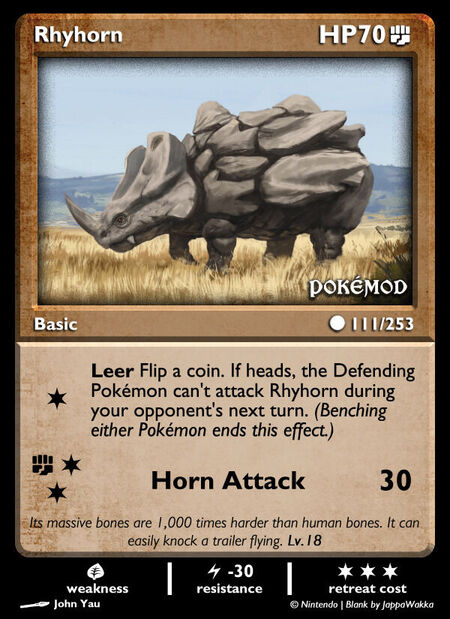 Rhyhorn HP70
POKÉMOD
Basic 111/253
Leer Flip a coin. If heads, the Defending
Pokémon can't attack Rhyhorn during
your opponent's next turn. (Benching
either Pokémon ends this effect.)
Horn Attack 30
Its massive bones are 1,000 times harder than human bones. It can
easily knock a trailer flying. Lv.18
-30
weakness resistance retreat cost
John Yau © Nintendo | Blank by JappaWakka